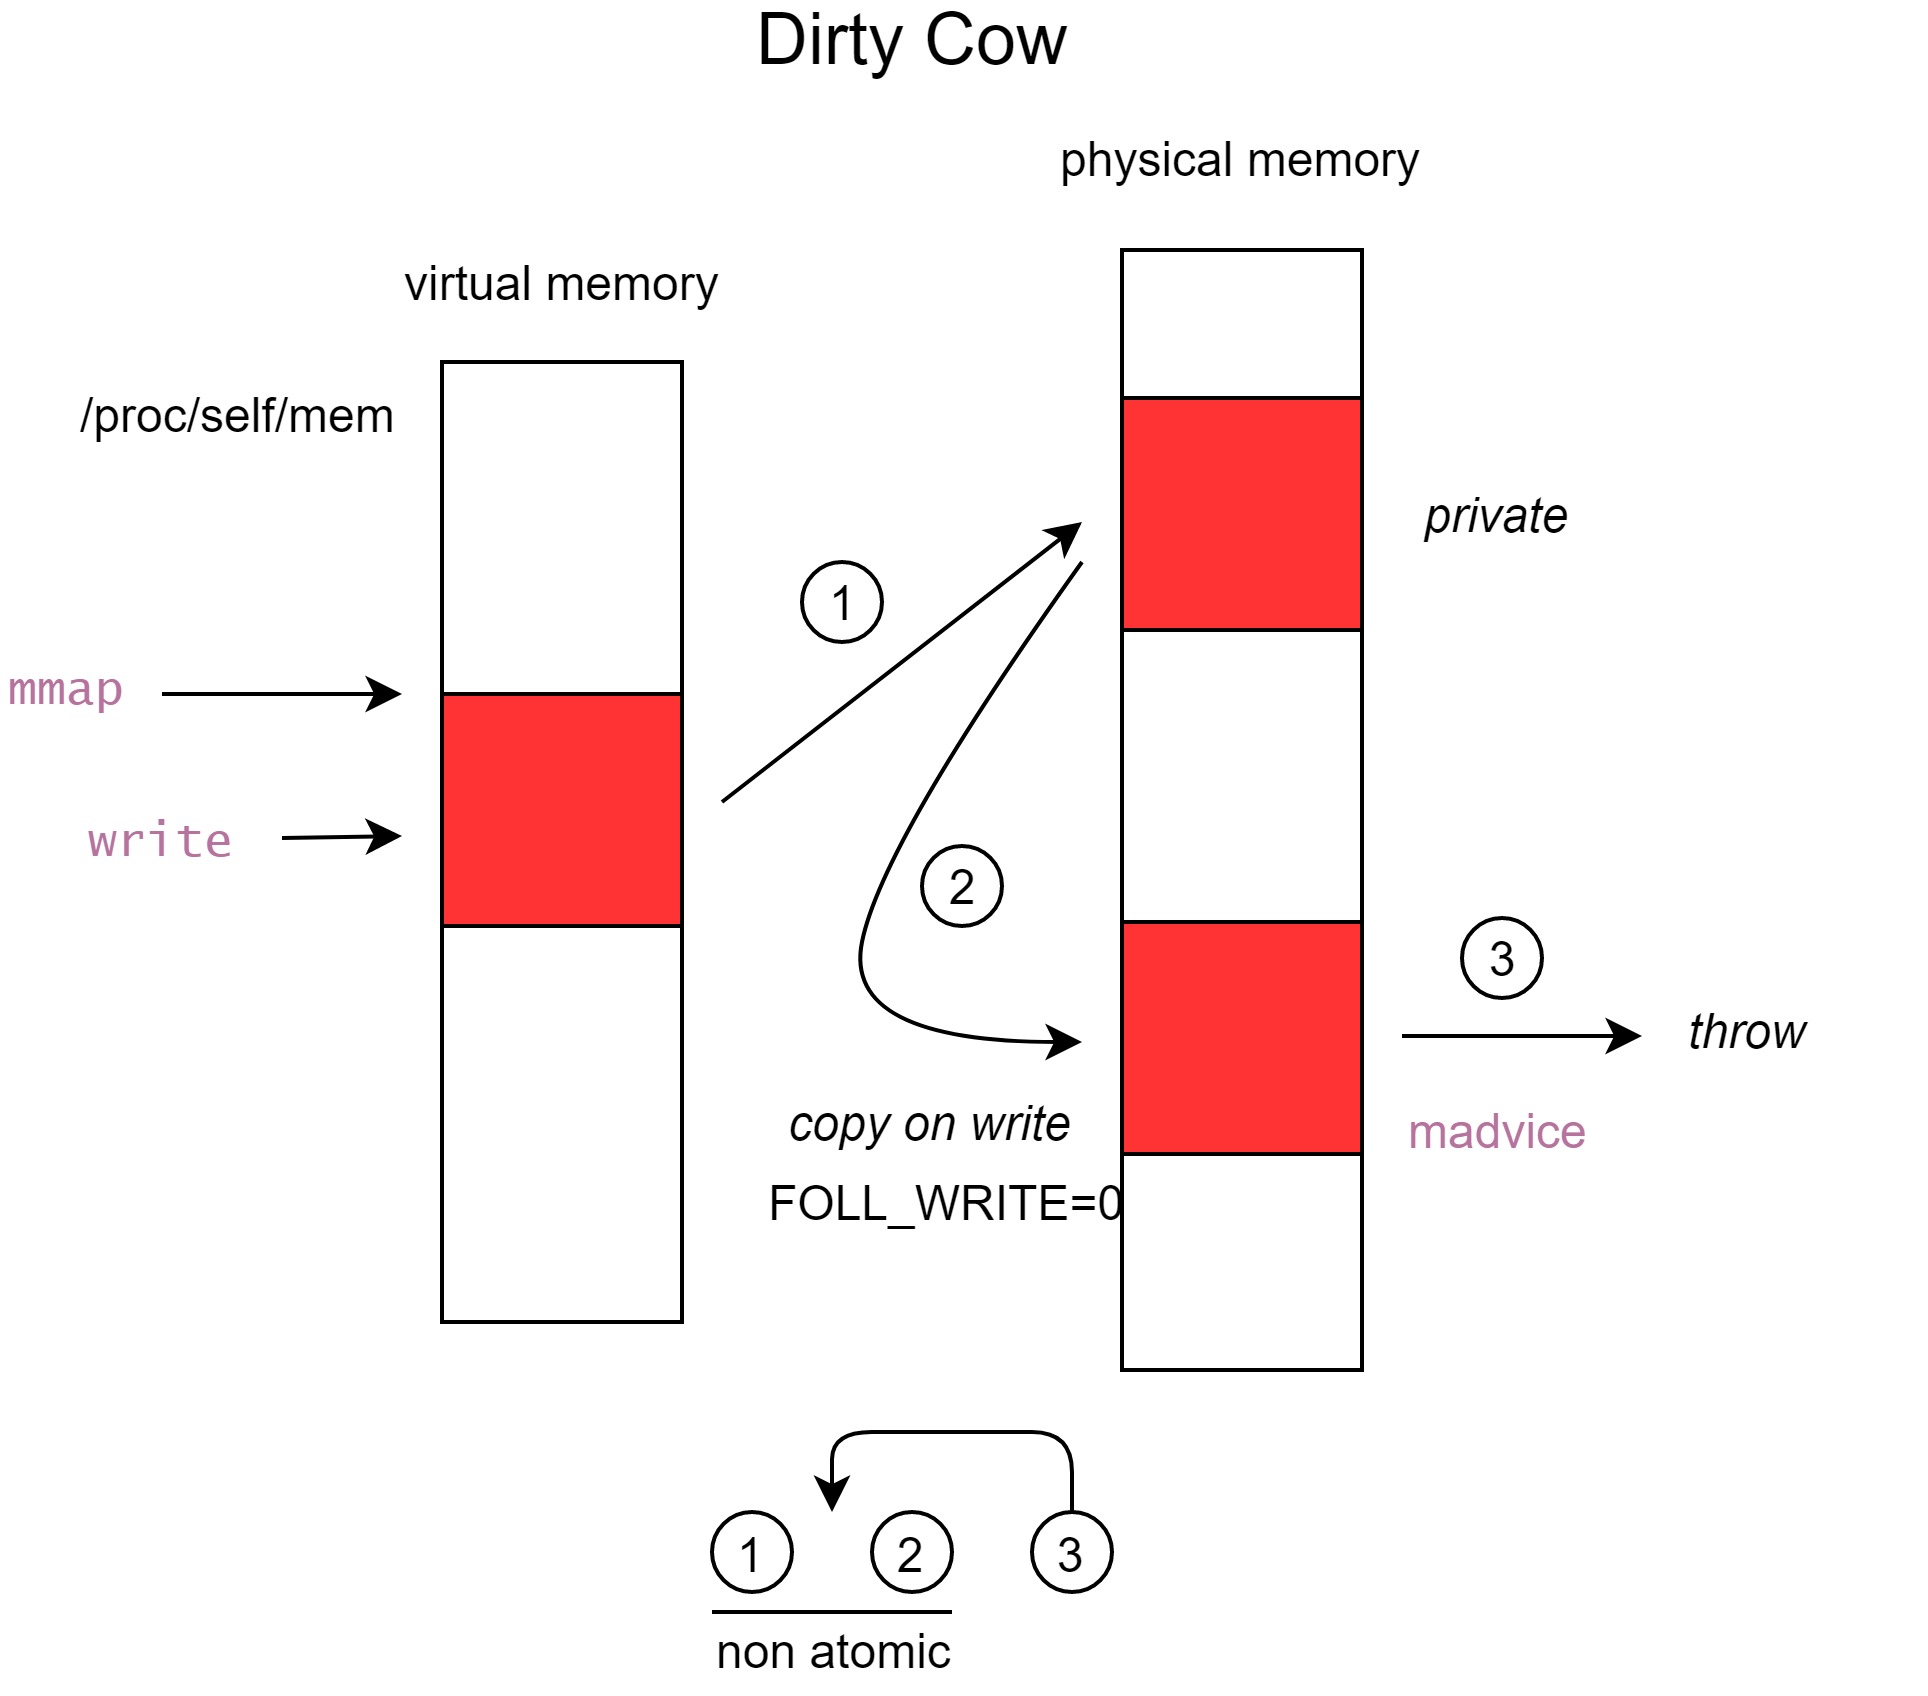 Dirty Cow
physical memory
virtual memory
/proc/self/mem
private
1
mmap
write
2
3
throw
copy on write
madvice
FOLL_WRITE=0
1 2 3
non atomic